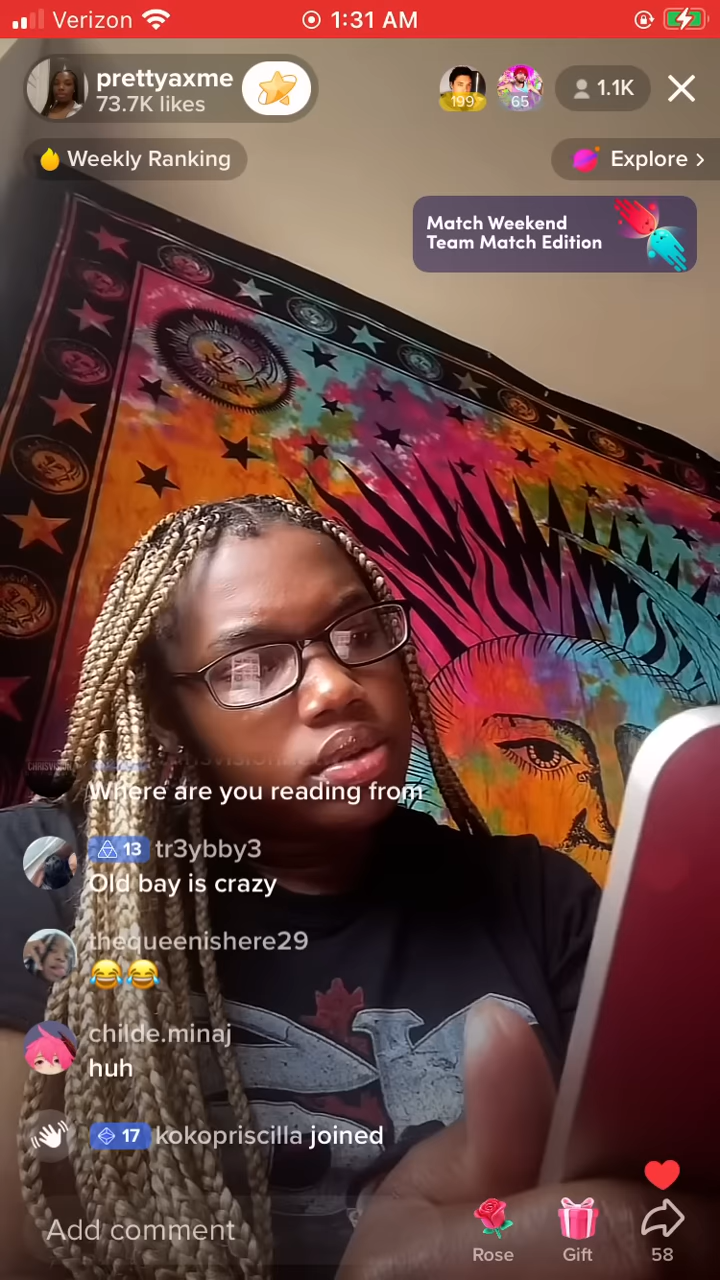 Verizon
1:31 AM
prettyaxme
73.7K likes
199
65
1.1K
Weekly Ranking
Explore >
Match Weekend
Team Match Edition
Where are you reading from
13 tr3ybby3
Old bay is crazy
thequeenishere29
😂😂
childe.minaj
huh
17 kokopriscilla joined
Add comment
Rose
Gift
58